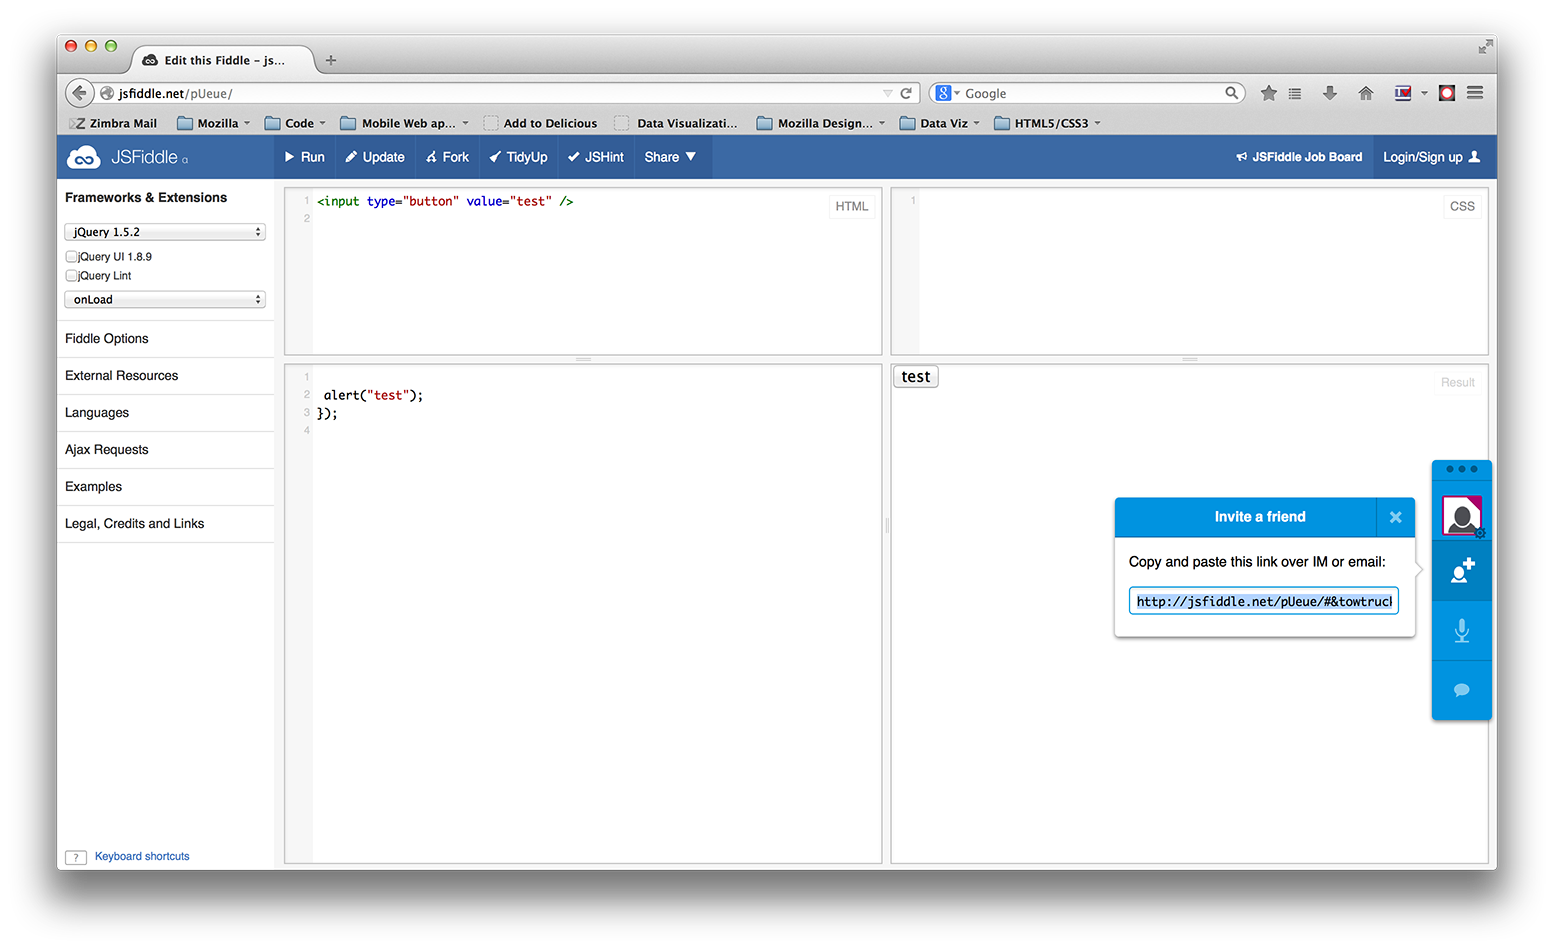 Edit this Fiddle – js...
jsfiddle.net/pUeue/
8 Google
Zimbra Mail Mozilla Code Mobile Web ap... Add to Delicious Data Visualizati... Mozilla Design... Data Viz HTML5/CSS3
JSFiddle α Run Update Fork TidyUp JSHint Share JSFiddle Job Board Login/Sign up
Frameworks & Extensions
jQuery 1.5.2
jQuery UI 1.8.9
jQuery Lint
onLoad
Fiddle Options
External Resources
Languages
Ajax Requests
Examples
Legal, Credits and Links
? Keyboard shortcuts
1 <input type="button" value="test" />
2
HTML
1
CSS
1
2 alert("test");
3 });
4
test
Result
Invite a friend
Copy and paste this link over IM or email:
http://jsfiddle.net/pUeue/#&towtruck